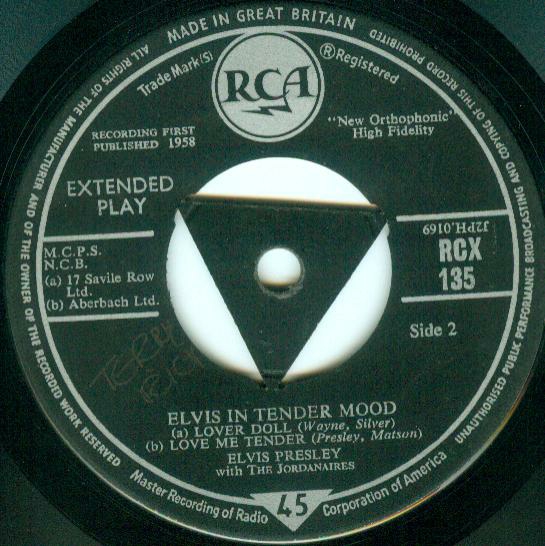 MADE IN GREAT BRITAIN
ALL RIGHTS OF THE MANUFACTURER AND OF THE OWNER OF THE RECORDED WORK RESERVED
UNAUTHORISED PUBLIC PERFORMANCE BROADCASTING AND COPYING OF THIS RECORD PROHIBITED
Trade Mark(S)
®Registered
RCA
RECORDING FIRST
PUBLISHED 1958
"New Orthophonic"
High Fidelity
EXTENDED
PLAY
J2PH.0169
RCX
135
M.C.P.S.
N.C.B.
(a) 17 Savile Row
Ltd.
(b) Aberbach Ltd.
Side 2
ELVIS IN TENDER MOOD
(a) LOVER DOLL (Wayne, Silver)
(b) LOVE ME TENDER (Presley, Matson)
ELVIS PRESLEY
with THE JORDANAIRES
Master Recording of Radio
45
Corporation of America